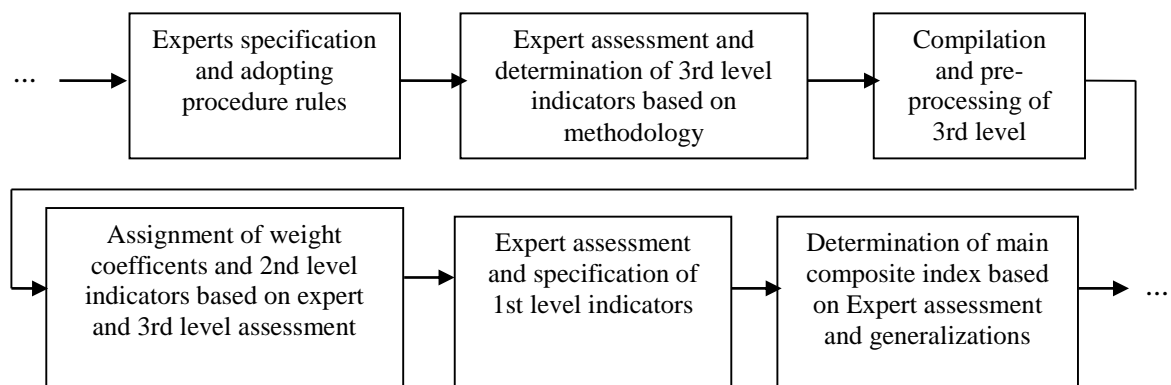 ...
Experts specification
and adopting
procedure rules
Expert assessment and
determination of 3rd level
indicators based on
methodology
Compilation
and pre-
processing of
3rd level
Assignment of weight
coefficents and 2nd level
indicators based on expert
and 3rd level assessment
Expert assessment
and specification of
1st level indicators
Determination of main
composite index based
on Expert assessment
and generalizations
...